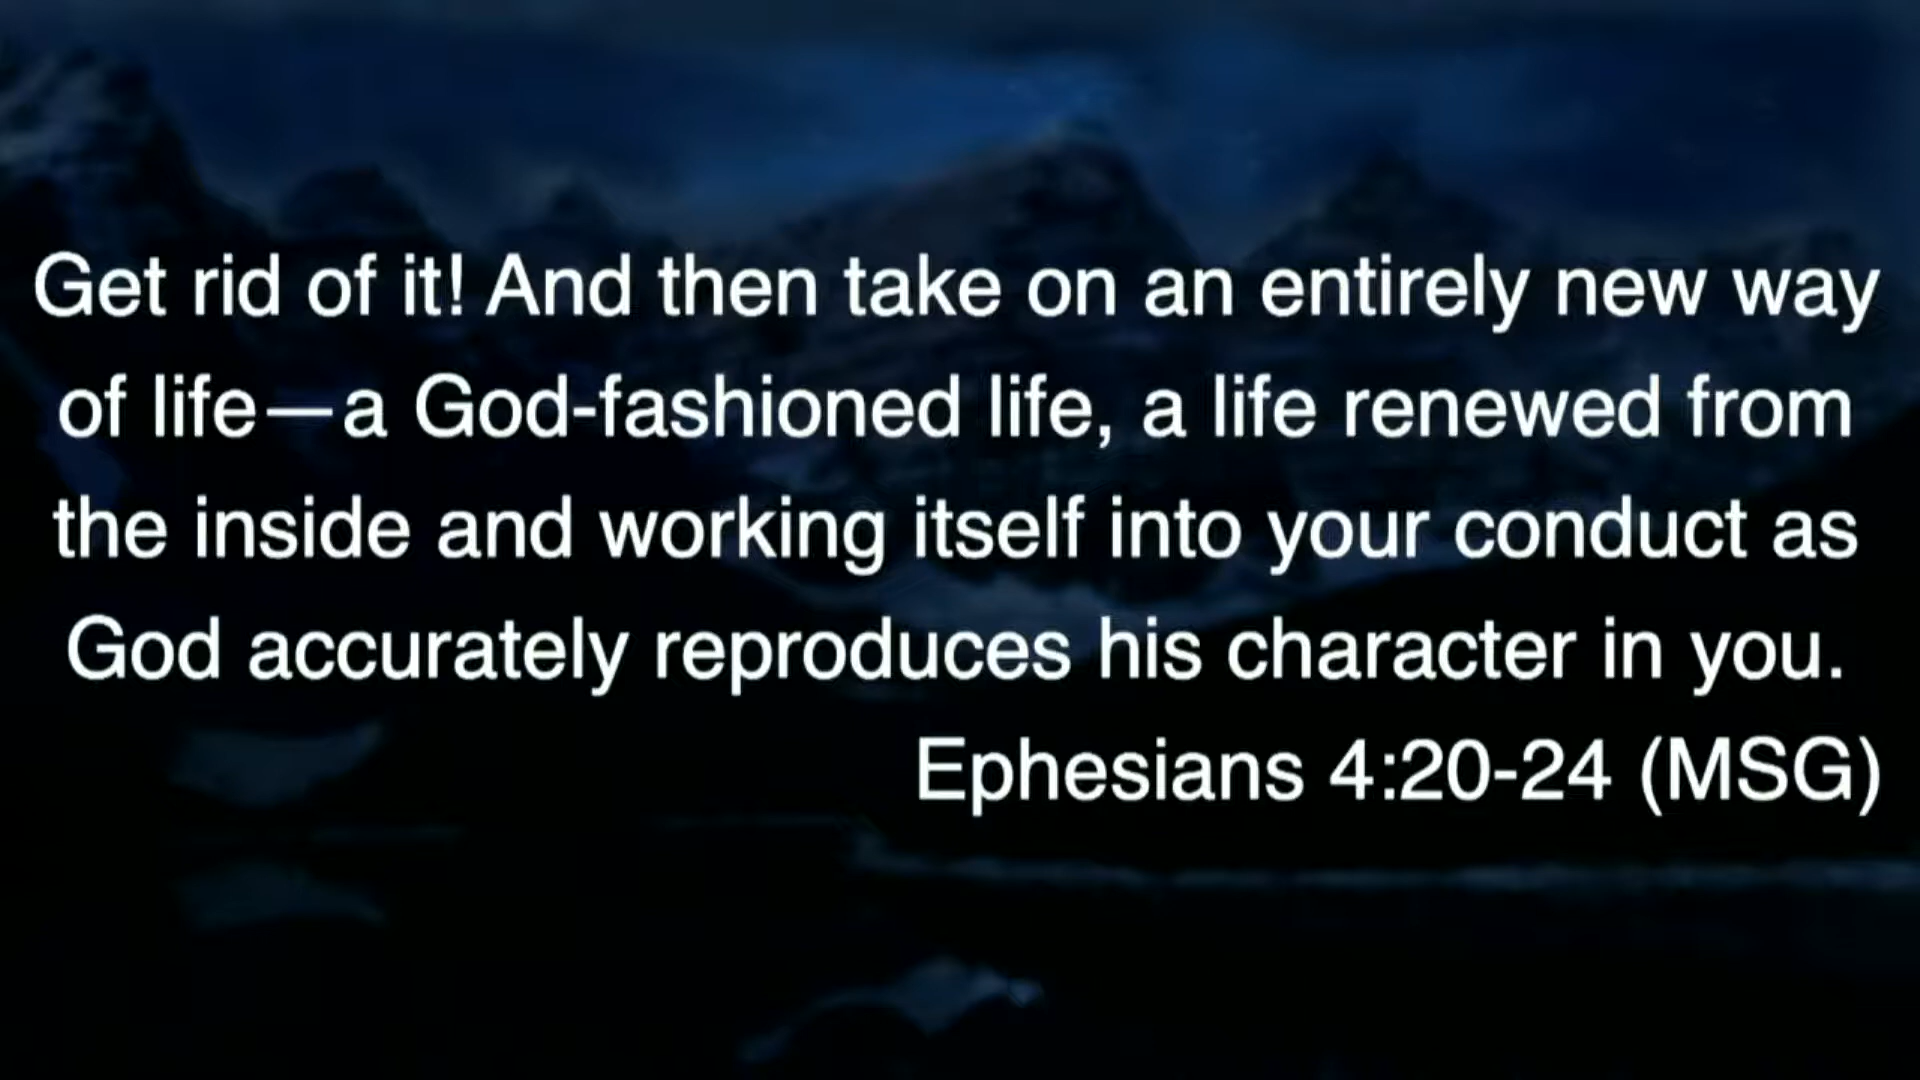 Get rid of it! And then take on an entirely new way
of life—a God-fashioned life, a life renewed from
the inside and working itself into your conduct as
God accurately reproduces his character in you.
Ephesians 4:20-24 (MSG)